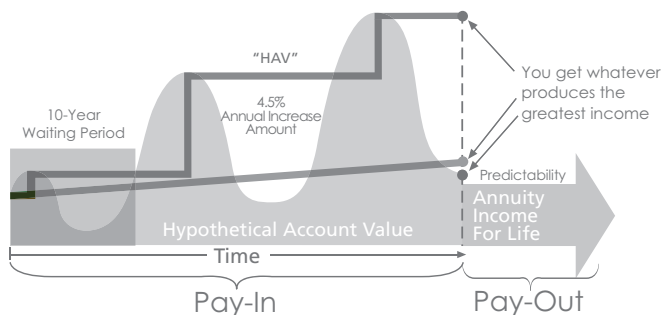 "HAV"
You get whatever
produces the
greatest income
4.5%
Annual Increase
Amount
10-Year
Waiting Period
Predictability
Annuity
Income
For Life
Hypothetical Account Value
Time
Pay-In
Pay-Out